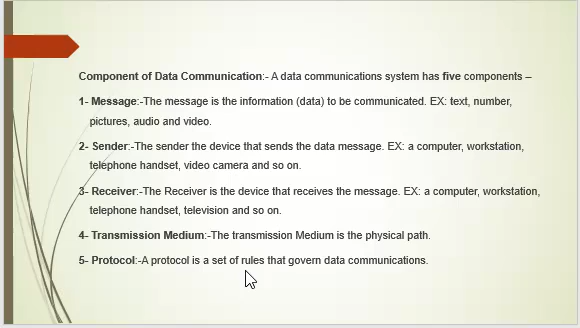 Component of Data Communication:- A data communications system has five components –
1- Message:-The message is the information (data) to be communicated. EX: text, number,
pictures, audio and video.
2- Sender:-The sender the device that sends the data message. EX: a computer, workstation,
telephone handset, video camera and so on.
3- Receiver:-The Receiver is the device that receives the message. EX: a computer, workstation,
telephone handset, television and so on.
4- Transmission Medium:-The transmission Medium is the physical path.
5- Protocol:-A protocol is a set of rules that govern data communications.